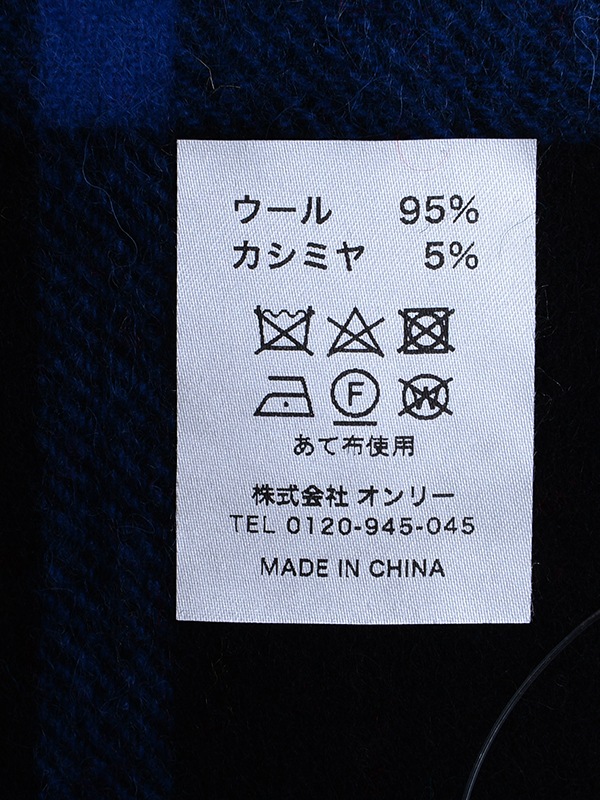 ウール 95%
カシミヤ 5%
F W
あて布使用
株式会社 オンリー
TEL 0120-945-045
MADE IN CHINA